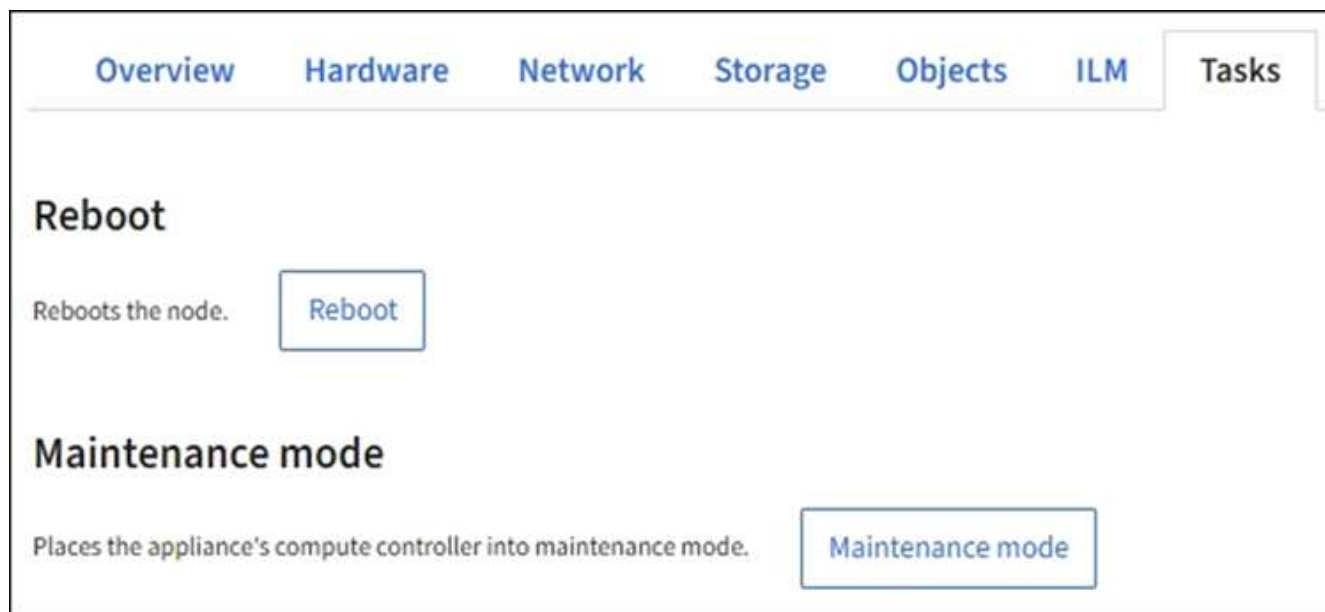 Overview Hardware Network Storage Objects ILM Tasks
Reboot
Reboots the node. Reboot
Maintenance mode
Places the appliance's compute controller into maintenance mode. Maintenance mode